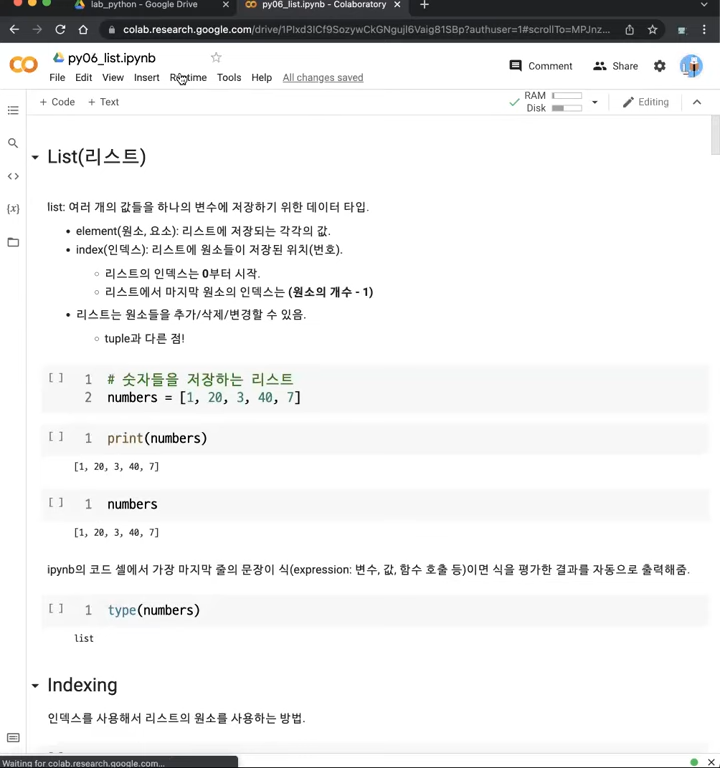 lab_python - Google Drive
py06_list.ipynb - Colaboratory
colab.research.google.com/drive/1PIxd3ICf9SozywCkGNgujl6Vaig81SBp?authuser=1#scrollTo=MPJnz...
py06_list.ipynb
File Edit View Insert Runtime Tools Help All changes saved
Comment Share
+ Code + Text
RAM
Disk
Editing
List(리스트)
list: 여러 개의 값들을 하나의 변수에 저장하기 위한 데이터 타입.
• element(원소, 요소): 리스트에 저장되는 각각의 값.
• index(인덱스): 리스트에 원소들이 저장된 위치(번호).
◦ 리스트의 인덱스는 0부터 시작.
◦ 리스트에서 마지막 원소의 인덱스는 (원소의 개수 - 1)
• 리스트는 원소들을 추가/삭제/변경할 수 있음.
◦ tuple과 다른 점!
[ ] 1 # 숫자들을 저장하는 리스트
2 numbers = [1, 20, 3, 40, 7]
[ ] 1 print(numbers)
[1, 20, 3, 40, 7]
[ ] 1 numbers
[1, 20, 3, 40, 7]
ipynb의 코드 셀에서 가장 마지막 줄의 문장이 식(expression: 변수, 값, 함수 호출 등)이면 식을 평가한 결과를 자동으로 출력해줌.
[ ] 1 type(numbers)
list
Indexing
인덱스를 사용해서 리스트의 원소를 사용하는 방법.
Waiting for colab.research.google.com...